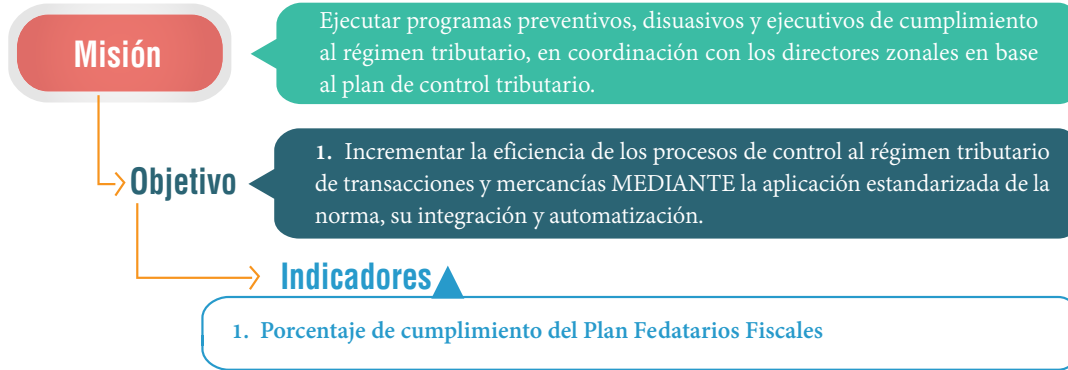 Misión
Ejecutar programas preventivos, disuasivos y ejecutivos de cumplimiento
al régimen tributario, en coordinación con los directores zonales en base
al plan de control tributario.
Objetivo
1. Incrementar la eficiencia de los procesos de control al régimen tributario
de transacciones y mercancías MEDIANTE la aplicación estandarizada de la
norma, su integración y automatización.
Indicadores
1. Porcentaje de cumplimiento del Plan Fedatarios Fiscales